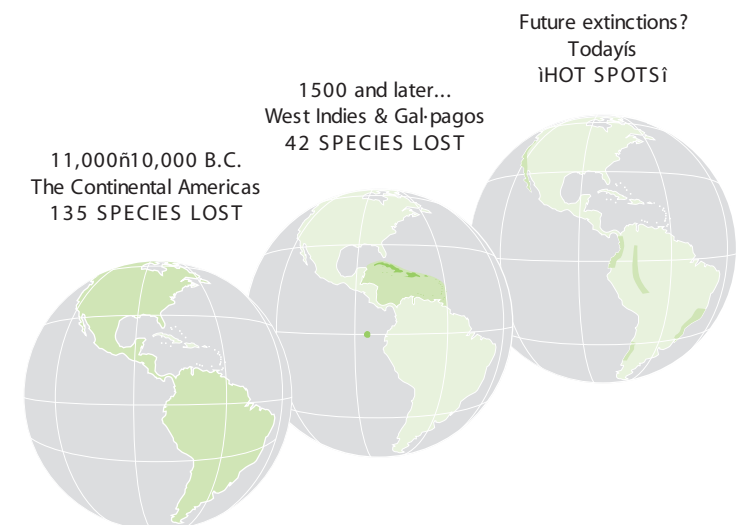 11,000ñ10,000 B.C.
The Continental Americas
135 SPECIES LOST
1500 and later...
West Indies & Gal·pagos
42 SPECIES LOST
Future extinctions?
Todayís
ìHOT SPOTSî